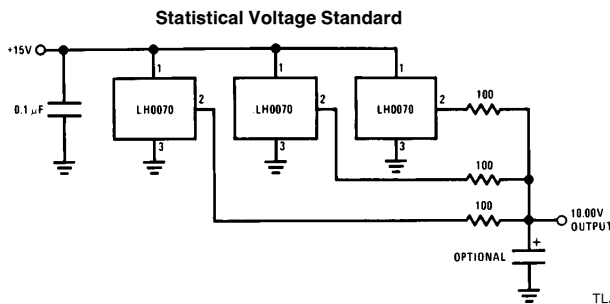 Statistical Voltage Standard
+15V
1
1
1
0.1 μF
LH0070
2
LH0070
2
LH0070
2
100
3
3
3
100
100
10.00V
OUTPUT
OPTIONAL
+
TL